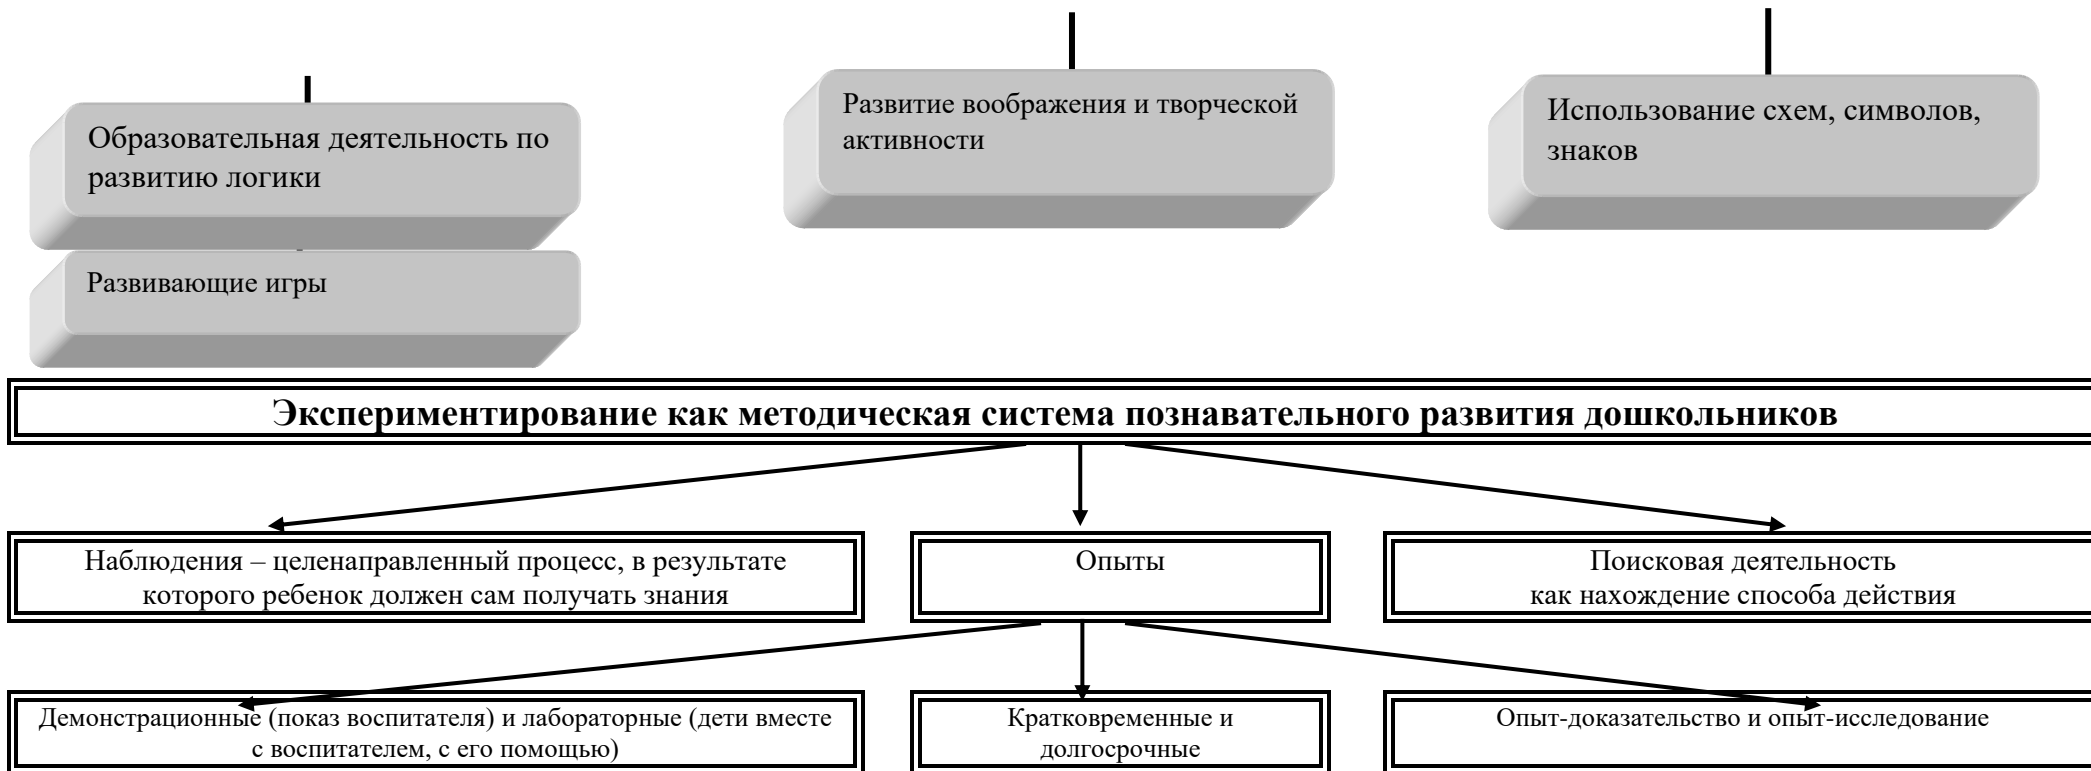 Образовательная деятельность по
развитию логики
Развивающие игры
Развитие воображения и творческой
активности
Использование схем, символов,
знаков
Экспериментирование как методическая система познавательного развития дошкольников
Наблюдения – целенаправленный процесс, в результате
которого ребенок должен сам получать знания
Опыты
Поисковая деятельность
как нахождение способа действия
Демонстрационные (показ воспитателя) и лабораторные (дети вместе
с воспитателем, с его помощью)
Кратковременные и
долгосрочные
Опыт-доказательство и опыт-исследование